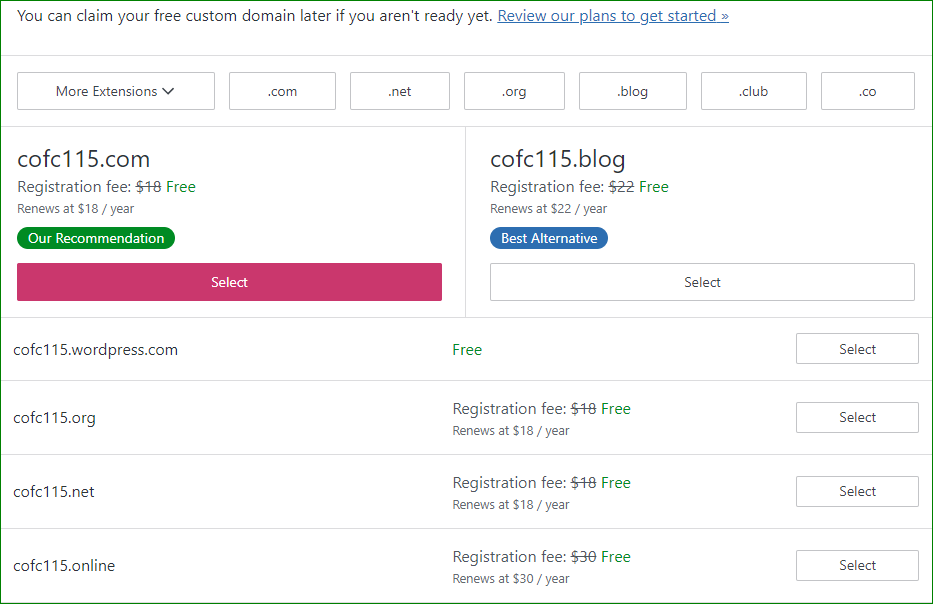 You can claim your free custom domain later if you aren't ready yet. Review our plans to get started »
More Extensions
.com
.net
.org
.blog
.club
.co
cofc115.com
Registration fee: $18 Free
Renews at $18 / year
Our Recommendation
Select
cofc115.blog
Registration fee: $22 Free
Renews at $22 / year
Best Alternative
Select
cofc115.wordpress.com
Free
Select
cofc115.org
Registration fee: $18 Free
Renews at $18 / year
Select
cofc115.net
Registration fee: $18 Free
Renews at $18 / year
Select
cofc115.online
Registration fee: $30 Free
Renews at $30 / year
Select